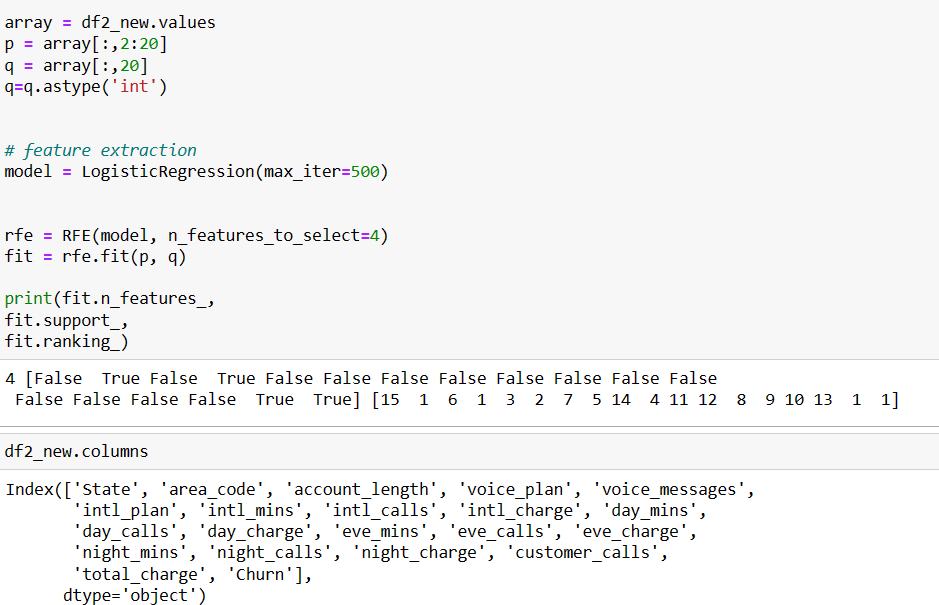 array = df2_new.values
p = array[:,2:20]
q = array[:,20]
q=q.astype('int')
# feature extraction
model = LogisticRegression(max_iter=500)
rfe = RFE(model, n_features_to_select=4)
fit = rfe.fit(p, q)
print(fit.n_features_,
fit.support_,
fit.ranking_)
4 [False  True False  True False False False False False False False False
 False False False False  True  True] [15  1  6  1  3  2  7  5 14  4 11 12  8  9 10 13  1  1]
df2_new.columns
Index(['State', 'area_code', 'account_length', 'voice_plan', 'voice_messages',
       'intl_plan', 'intl_mins', 'intl_calls', 'intl_charge', 'day_mins',
       'day_calls', 'day_charge', 'eve_mins', 'eve_calls', 'eve_charge',
       'night_mins', 'night_calls', 'night_charge', 'customer_calls',
       'total_charge', 'Churn'],
      dtype='object')